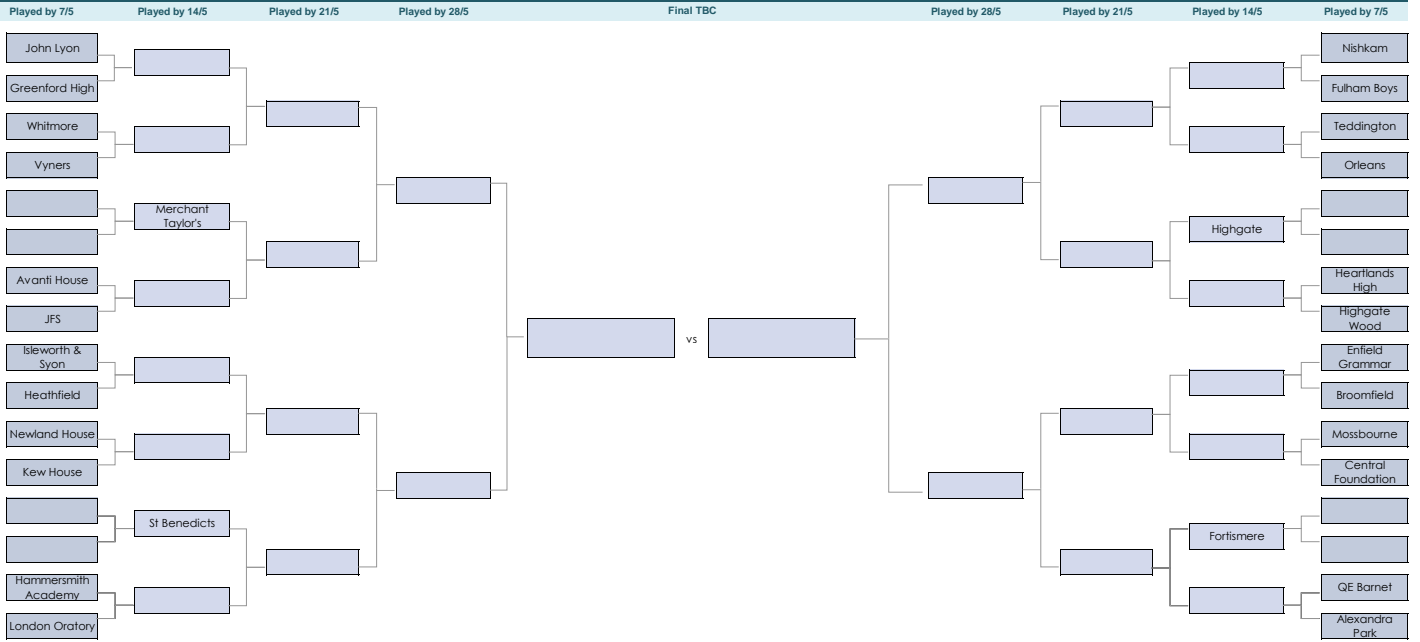 Played by 7/5 Played by 14/5 Played by 21/5 Played by 28/5 Final TBC Played by 28/5 Played by 21/5 Played by 14/5 Played by 7/5
John Lyon
Greenford High
Whitmore
Vyners
Merchant
Taylor's
Avanti House
JFS
Isleworth &
Syon
Heathfield
Newland House
Kew House
St Benedicts
Hammersmith
Academy
London Oratory
vs
Nishkam
Fulham Boys
Teddington
Orleans
Highgate
Heartlands
High
Highgate
Wood
Enfield
Grammar
Broomfield
Mossbourne
Central
Foundation
Fortismere
QE Barnet
Alexandra
Park